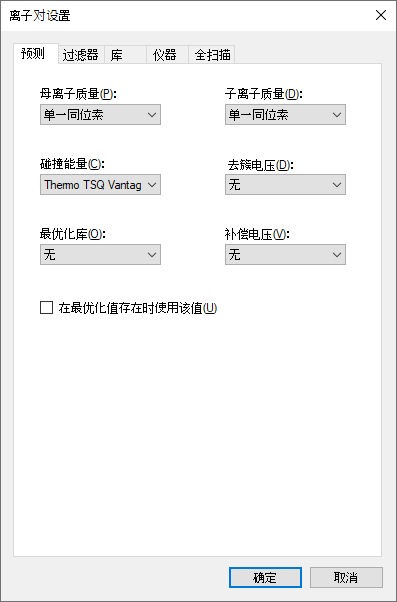 离子对设置
预测 过滤器 库 仪器 全扫描
母离子质量(P): 子离子质量(D):
单一同位素 单一同位素
碰撞能量(C): 去簇电压(D):
Thermo TSQ Vantag 无
最优化库(O): 补偿电压(V):
无 无
在最优化值存在时使用该值(U)
确定 取消